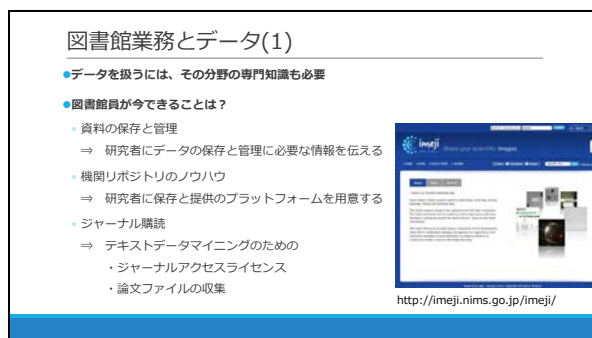 図書館業務とデータ(1)
●データを扱うには、その分野の専門知識も必要
●図書館員が今できることは？
◦ 資料の保存と管理
⇒ 研究者にデータの保存と管理に必要な情報を伝える
◦ 機関リポジトリのノウハウ
⇒ 研究者に保存と提供のプラットフォームを用意する
◦ ジャーナル購読
⇒ テキストデータマイニングのための
・ジャーナルアクセスライセンス
・論文ファイルの収集
imeji
Share your scientific images
http://imeji.nims.go.jp/imeji/